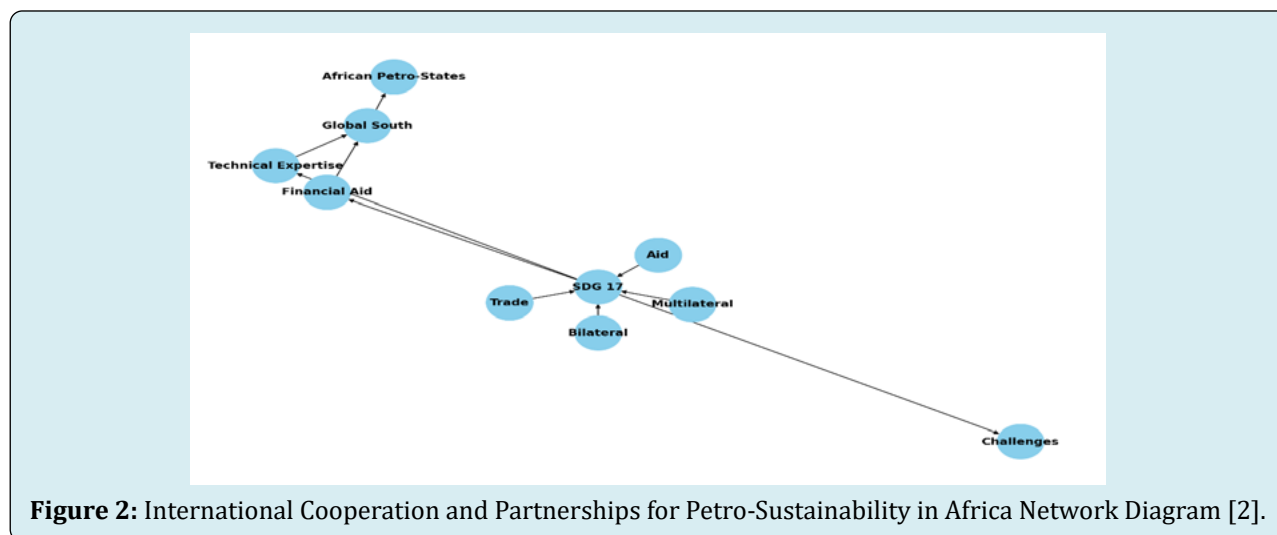 African Petro-States
Global South
Technical Expertise
Financial Aid
Aid
SDG 17
Trade
Multilateral
Bilateral
Challenges
Figure 2: International Cooperation and Partnerships for Petro-Sustainability in Africa Network Diagram [2].